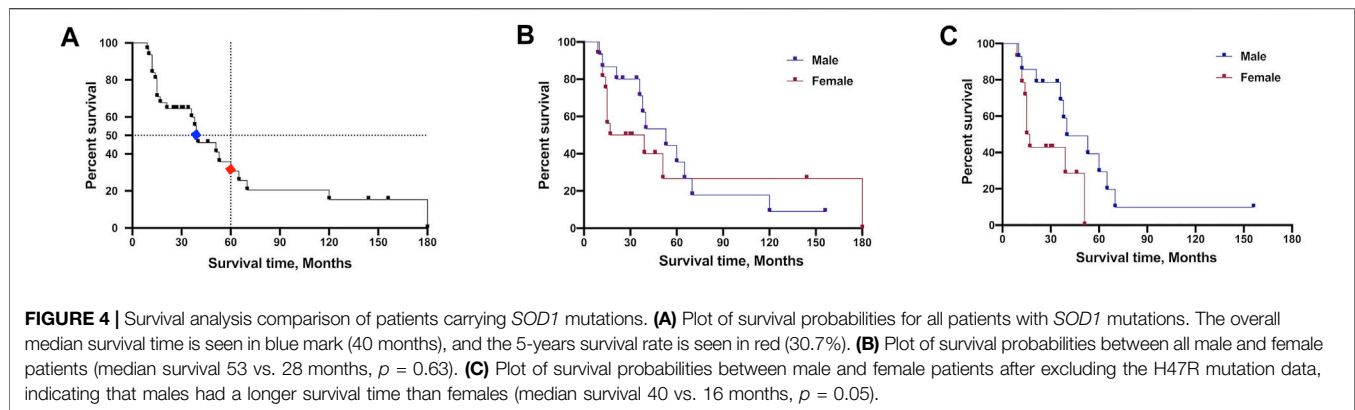 A
B
C
Percent survival
100
80
60
50
40
20
0
0 30 60 90 120 150 180
Survival time, Months
Percent survival
100
80
60
40
20
0
0 30 60 90 120 150 180
Survival time, Months
Male
Female
Percent survival
100
80
60
40
20
0
0 30 60 90 120 150 180
Survival time, Months
Male
Female
FIGURE 4 | Survival analysis comparison of patients carrying SOD1 mutations. (A) Plot of survival probabilities for all patients with SOD1 mutations. The overall
median survival time is seen in blue mark (40 months), and the 5-years survival rate is seen in red (30.7%). (B) Plot of survival probabilities between all male and female
patients (median survival 53 vs. 28 months, p = 0.63). (C) Plot of survival probabilities between male and female patients after excluding the H47R mutation data,
indicating that males had a longer survival time than females (median survival 40 vs. 16 months, p = 0.05).